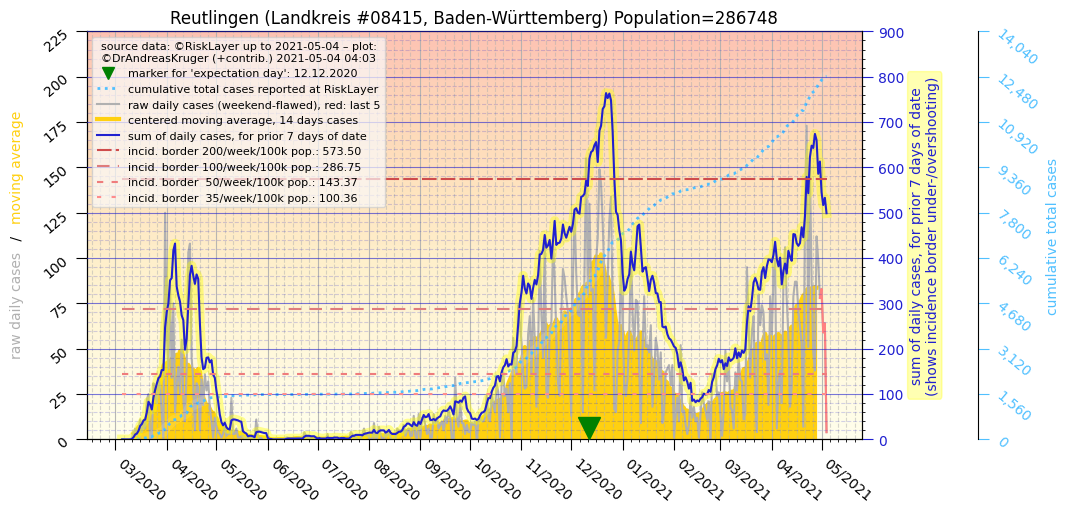 Reutlingen (Landkreis #08415, Baden-Württemberg) Population=286748
source data: ©RiskLayer up to 2021-05-04 – plot:
©DrAndreasKruger (+contrib.) 2021-05-04 04:03
marker for 'expectation day': 12.12.2020
cumulative total cases reported at RiskLayer
raw daily cases (weekend-flawed), red: last 5
centered moving average, 14 days cases
sum of daily cases, for prior 7 days of date
incid. border 200/week/100k pop.: 573.50
incid. border 100/week/100k pop.: 286.75
incid. border 50/week/100k pop.: 143.37
incid. border 35/week/100k pop.: 100.36
raw daily cases / moving average
225
200
175
150
125
100
75
50
25
0
03/2020
04/2020
05/2020
06/2020
07/2020
08/2020
09/2020
10/2020
11/2020
12/2020
01/2021
02/2021
03/2021
04/2021
05/2021
900
800
700
600
500
400
300
200
100
0
sum of daily cases, for prior 7 days of date
(shows incidence border under-/overshooting)
14,040
12,480
10,920
9,360
7,800
6,240
4,680
3,120
1,560
0
cumulative total cases